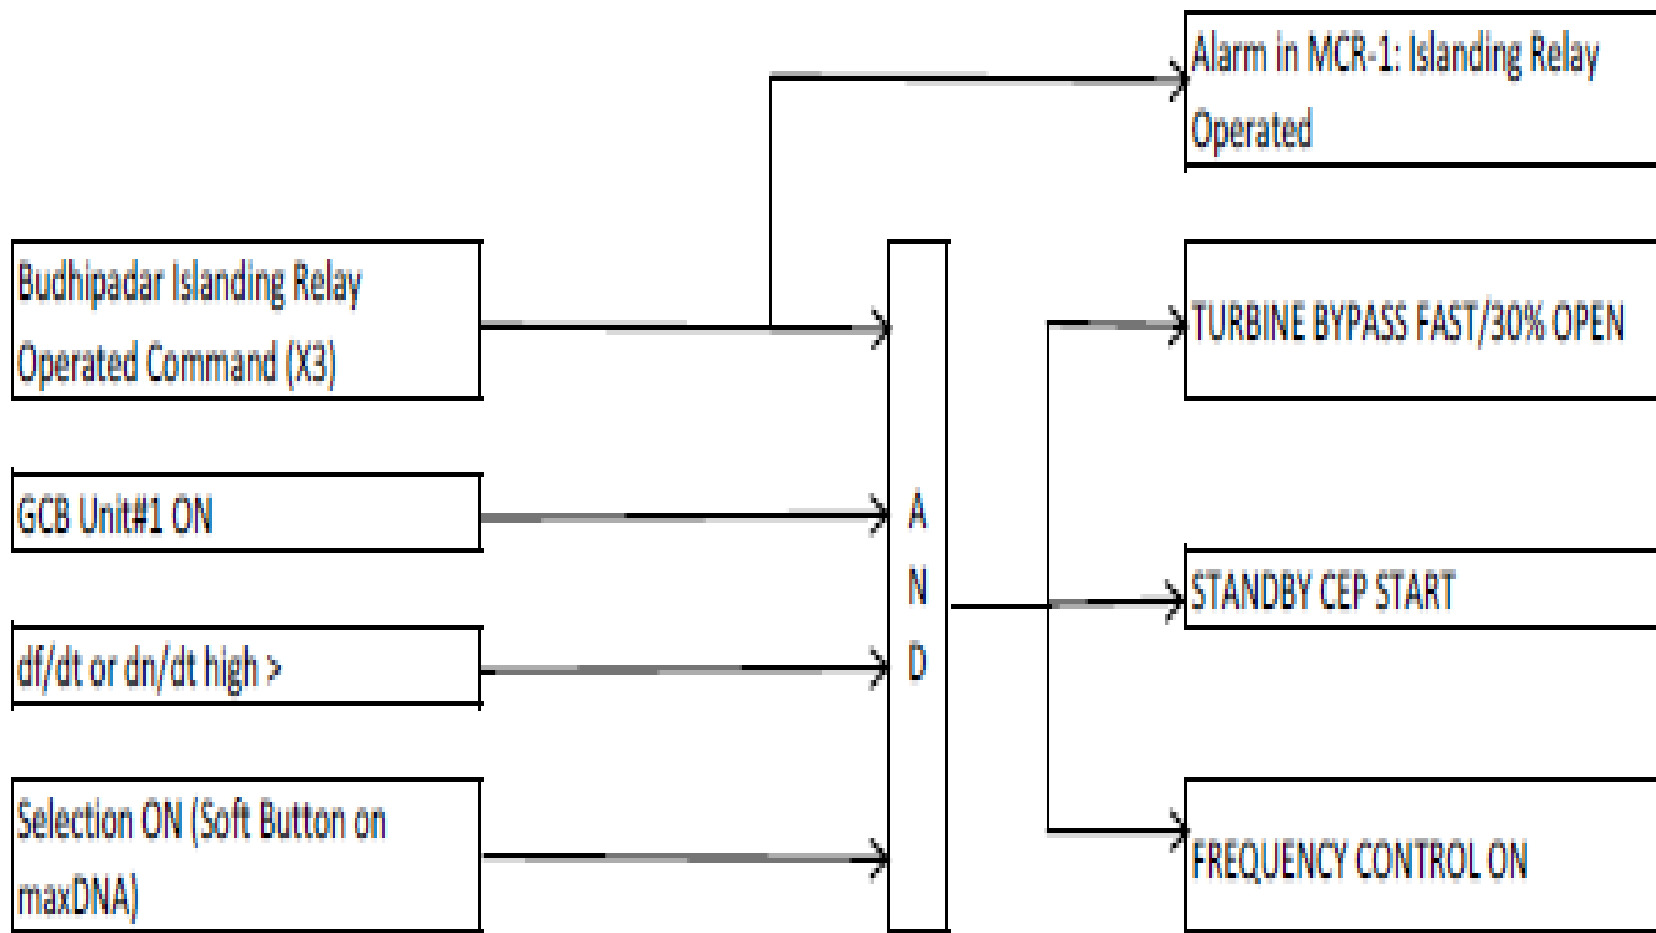 Alarm in MCR-1: Islanding Relay
Operated
Budhipadar Islanding Relay
Operated Command (X3)
TURBINE BYPASS FAST/30% OPEN
GCB Unit#1 ON
A
N
D
STANDBY CEP START
df/dt or dn/dt high >
Selection ON (Soft Button on
maxDNA)
FREQUENCY CONTROL ON